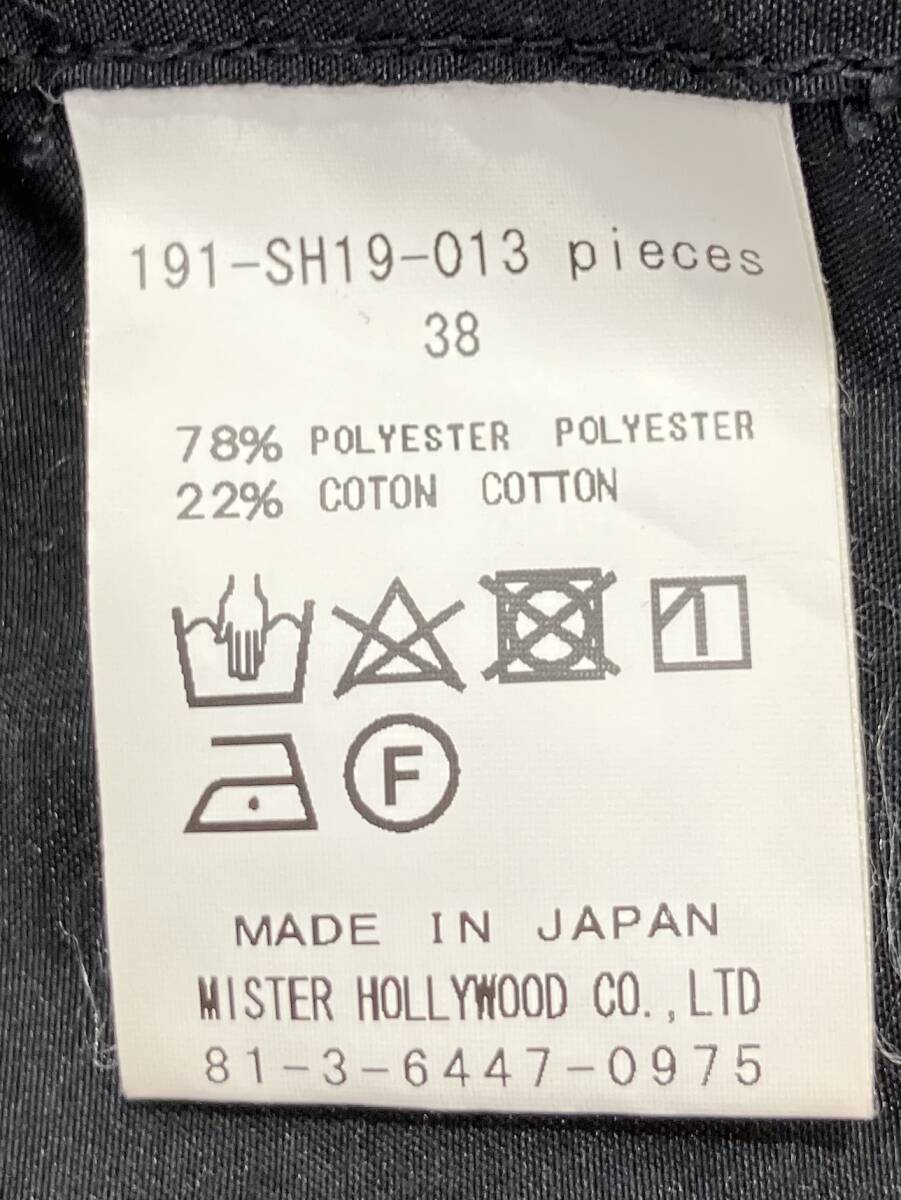 191-SH19-013 pieces
38
78% POLYESTER POLYESTER
22% COTON COTTON
F
MADE IN JAPAN
MISTER HOLLYWOOD CO.,LTD
81-3-6447-0975